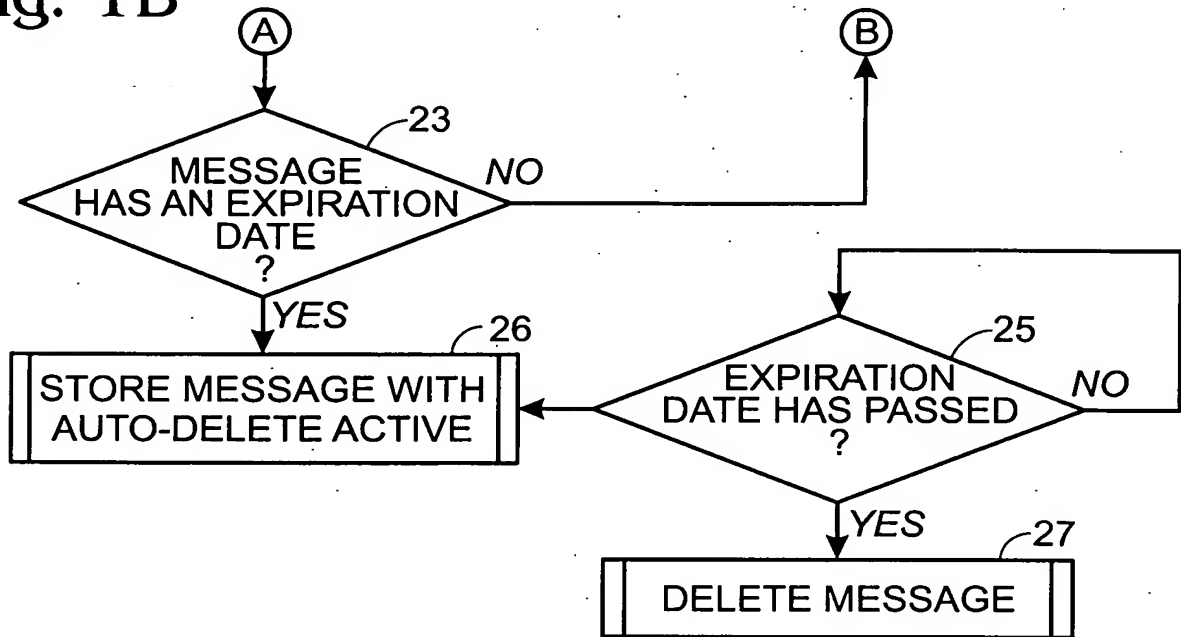 Fig. 1B
A
B
23
MESSAGE
HAS AN EXPIRATION
DATE
?
NO
YES
26
STORE MESSAGE WITH
AUTO-DELETE ACTIVE
25
EXPIRATION
DATE HAS PASSED
?
NO
YES
27
DELETE MESSAGE